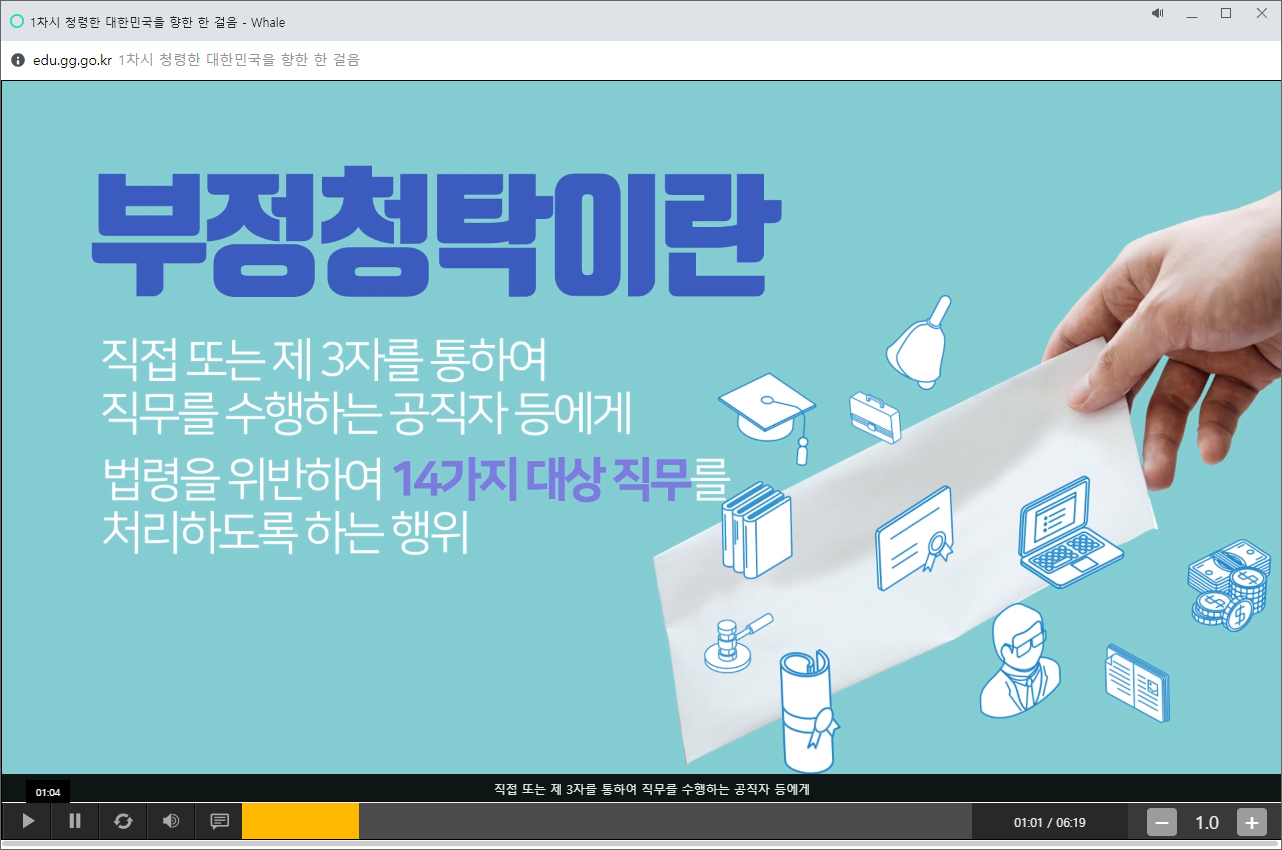 1차시 청령한 대한민국을 향한 한 걸음 - Whale
edu.gg.go.kr 1차시 청령한 대한민국을 향한 한 걸음
부정청탁이란
직접 또는 제 3자를 통하여
직무를 수행하는 공직자 등에게
법령을 위반하여 14가지 대상 직무를
처리하도록 하는 행위
직접 또는 제 3자를 통하여 직무를 수행하는 공직자 등에게
01:04
01:01 / 06:19
1.0